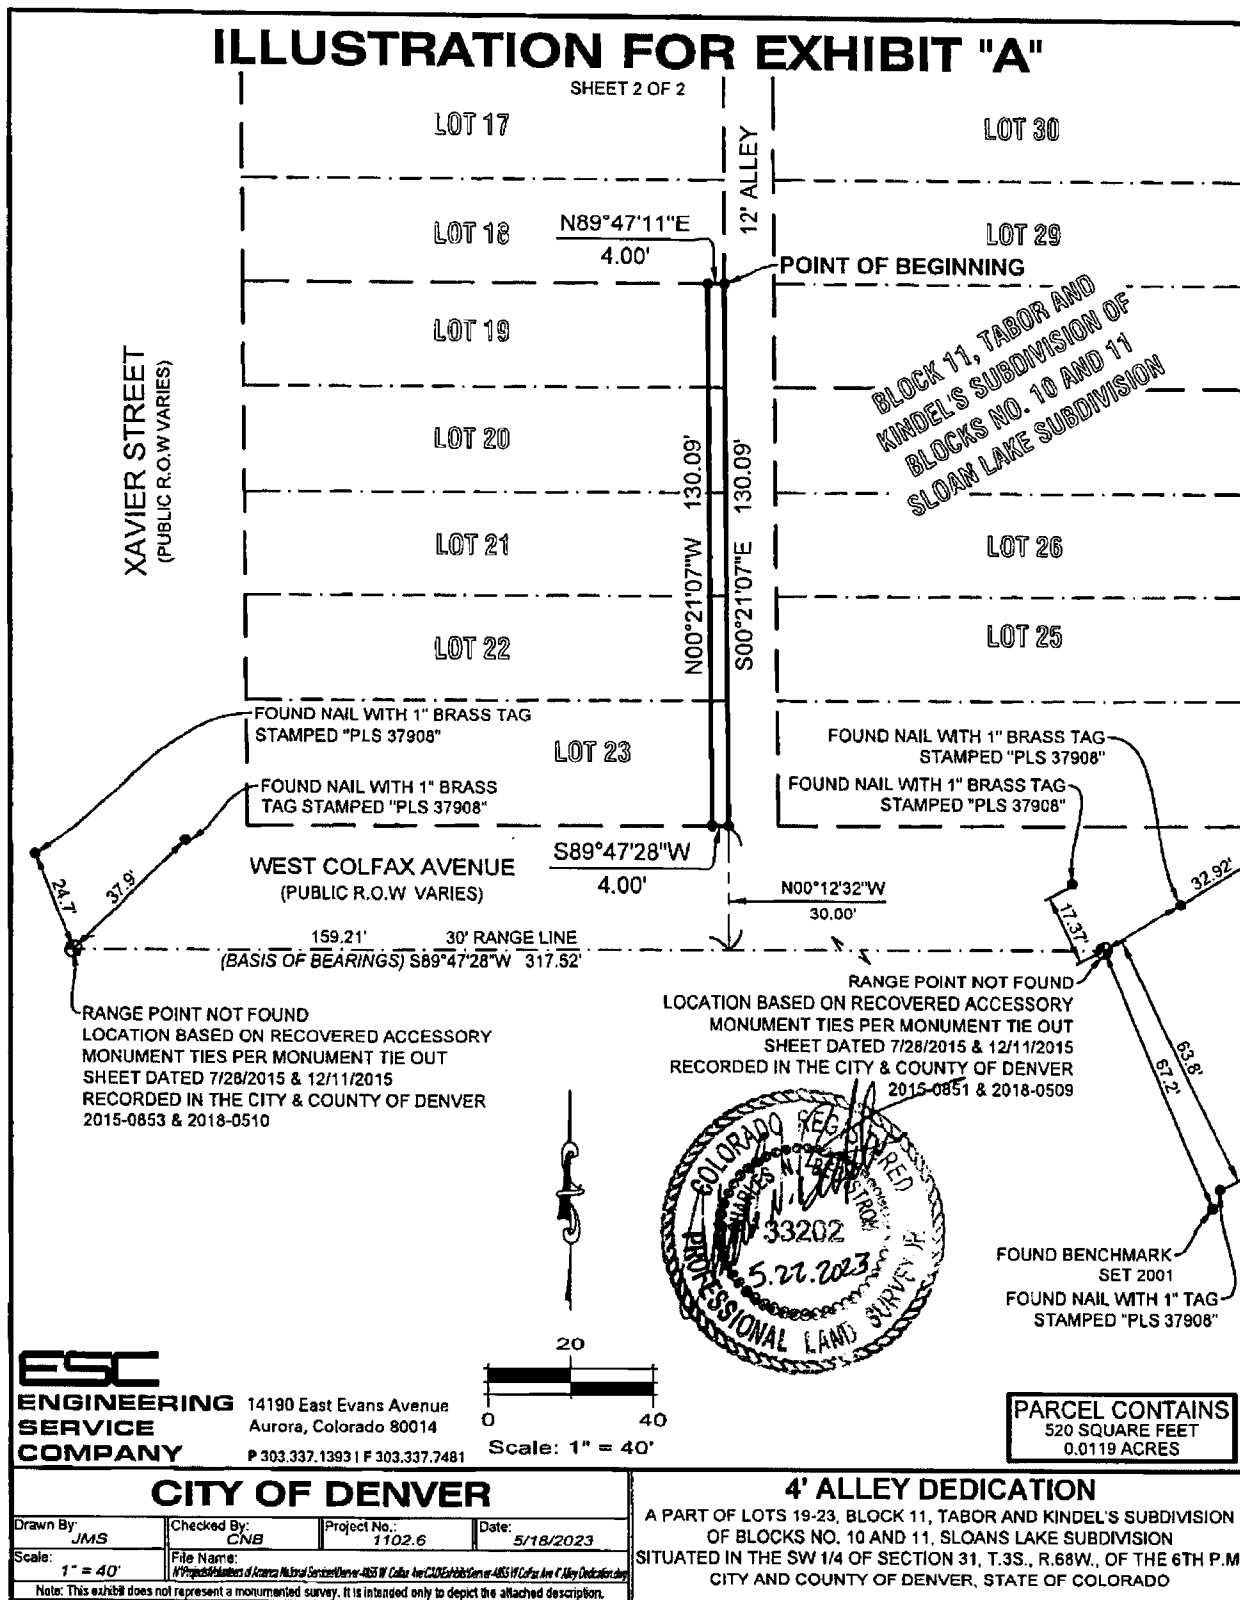 ILLUSTRATION FOR EXHIBIT "A"
SHEET 2 OF 2
LOT 17
LOT 30
12' ALLEY
LOT 18
N89°47'11"E
4.00'
LOT 29
POINT OF BEGINNING
LOT 19
BLOCK 11, TABOR AND
KINDEL'S SUBDIVISION OF
BLOCKS NO. 10 AND 11
SLOAN LAKE SUBDIVISION
XAVIER STREET
(PUBLIC R.O.W VARIES)
LOT 20
N00°21'07"W 130.09'
S00°21'07"E 130.09'
LOT 21
LOT 26
LOT 22
LOT 25
FOUND NAIL WITH 1" BRASS TAG
STAMPED "PLS 37908"
LOT 23
FOUND NAIL WITH 1" BRASS TAG
STAMPED "PLS 37908"
FOUND NAIL WITH 1" BRASS
TAG STAMPED "PLS 37908"
FOUND NAIL WITH 1" BRASS TAG
STAMPED "PLS 37908"
24.7'
37.9'
WEST COLFAX AVENUE
(PUBLIC R.O.W VARIES)
S89°47'28"W
4.00'
N00°12'32"W
30.00'
17.37'
32.92'
159.21' 30' RANGE LINE
(BASIS OF BEARINGS) S89°47'28"W 317.52'
RANGE POINT NOT FOUND
LOCATION BASED ON RECOVERED ACCESSORY
MONUMENT TIES PER MONUMENT TIE OUT
SHEET DATED 7/28/2015 & 12/11/2015
RECORDED IN THE CITY & COUNTY OF DENVER
2015-0853 & 2018-0510
RANGE POINT NOT FOUND
LOCATION BASED ON RECOVERED ACCESSORY
MONUMENT TIES PER MONUMENT TIE OUT
SHEET DATED 7/28/2015 & 12/11/2015
RECORDED IN THE CITY & COUNTY OF DENVER
2015-0851 & 2018-0509
63.8'
67.2'
COLORADO REGISTERED
CHARLES N.
33202
5.22.2023
PROFESSIONAL LAND SURVEYOR
FOUND BENCHMARK
SET 2001
FOUND NAIL WITH 1" TAG
STAMPED "PLS 37908"
20
0 40
Scale: 1" = 40'
ESC
ENGINEERING
SERVICE
COMPANY
14190 East Evans Avenue
Aurora, Colorado 80014
P 303.337.1393 | F 303.337.7481
PARCEL CONTAINS
520 SQUARE FEET
0.0119 ACRES
CITY OF DENVER
Drawn By: JMS
Checked By: CNB
Project No.: 1102.6
Date: 5/18/2023
Scale: 1" = 40'
File Name:
Note: This exhibit does not represent a monumented survey. It is intended only to depict the attached description.
4' ALLEY DEDICATION
A PART OF LOTS 19-23, BLOCK 11, TABOR AND KINDEL'S SUBDIVISION
OF BLOCKS NO. 10 AND 11, SLOANS LAKE SUBDIVISION
SITUATED IN THE SW 1/4 OF SECTION 31, T.3S., R.68W., OF THE 6TH P.M
CITY AND COUNTY OF DENVER, STATE OF COLORADO